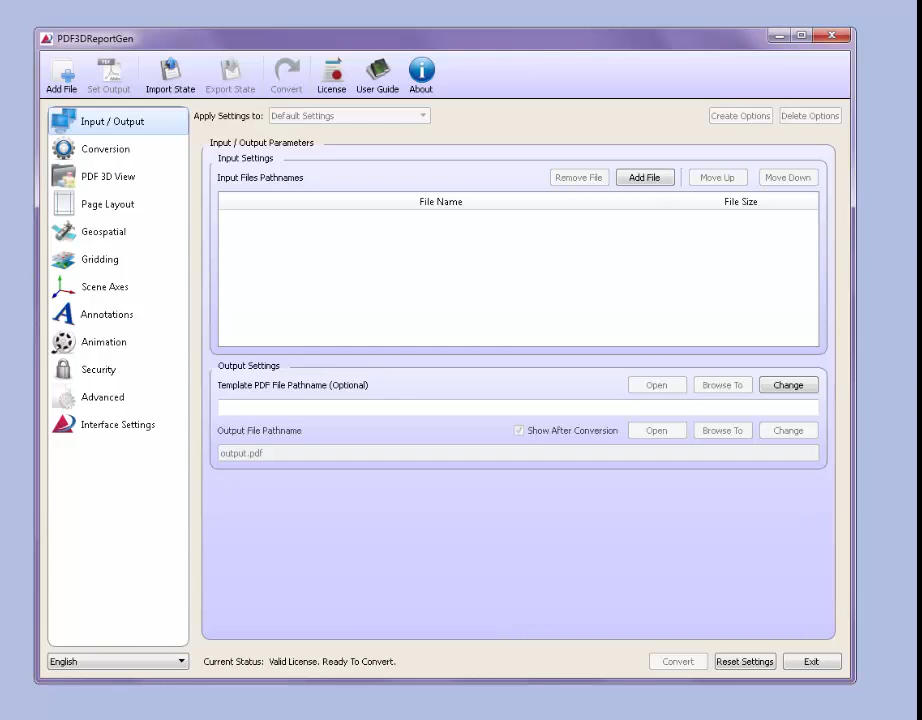 PDF3DReportGen
Add File Set Output Import State Export State Convert License User Guide About
Input / Output
Conversion
PDF 3D View
Page Layout
Geospatial
Gridding
Scene Axes
Annotations
Animation
Security
Advanced
Interface Settings
Apply Settings to: Default Settings Create Options Delete Options
Input / Output Parameters
Input Settings
Input Files Pathnames Remove File Add File Move Up Move Down
File Name File Size
Output Settings
Template PDF File Pathname (Optional) Open Browse To Change
Output File Pathname Show After Conversion Open Browse To Change
output.pdf
English Current Status: Valid License. Ready To Convert. Convert Reset Settings Exit